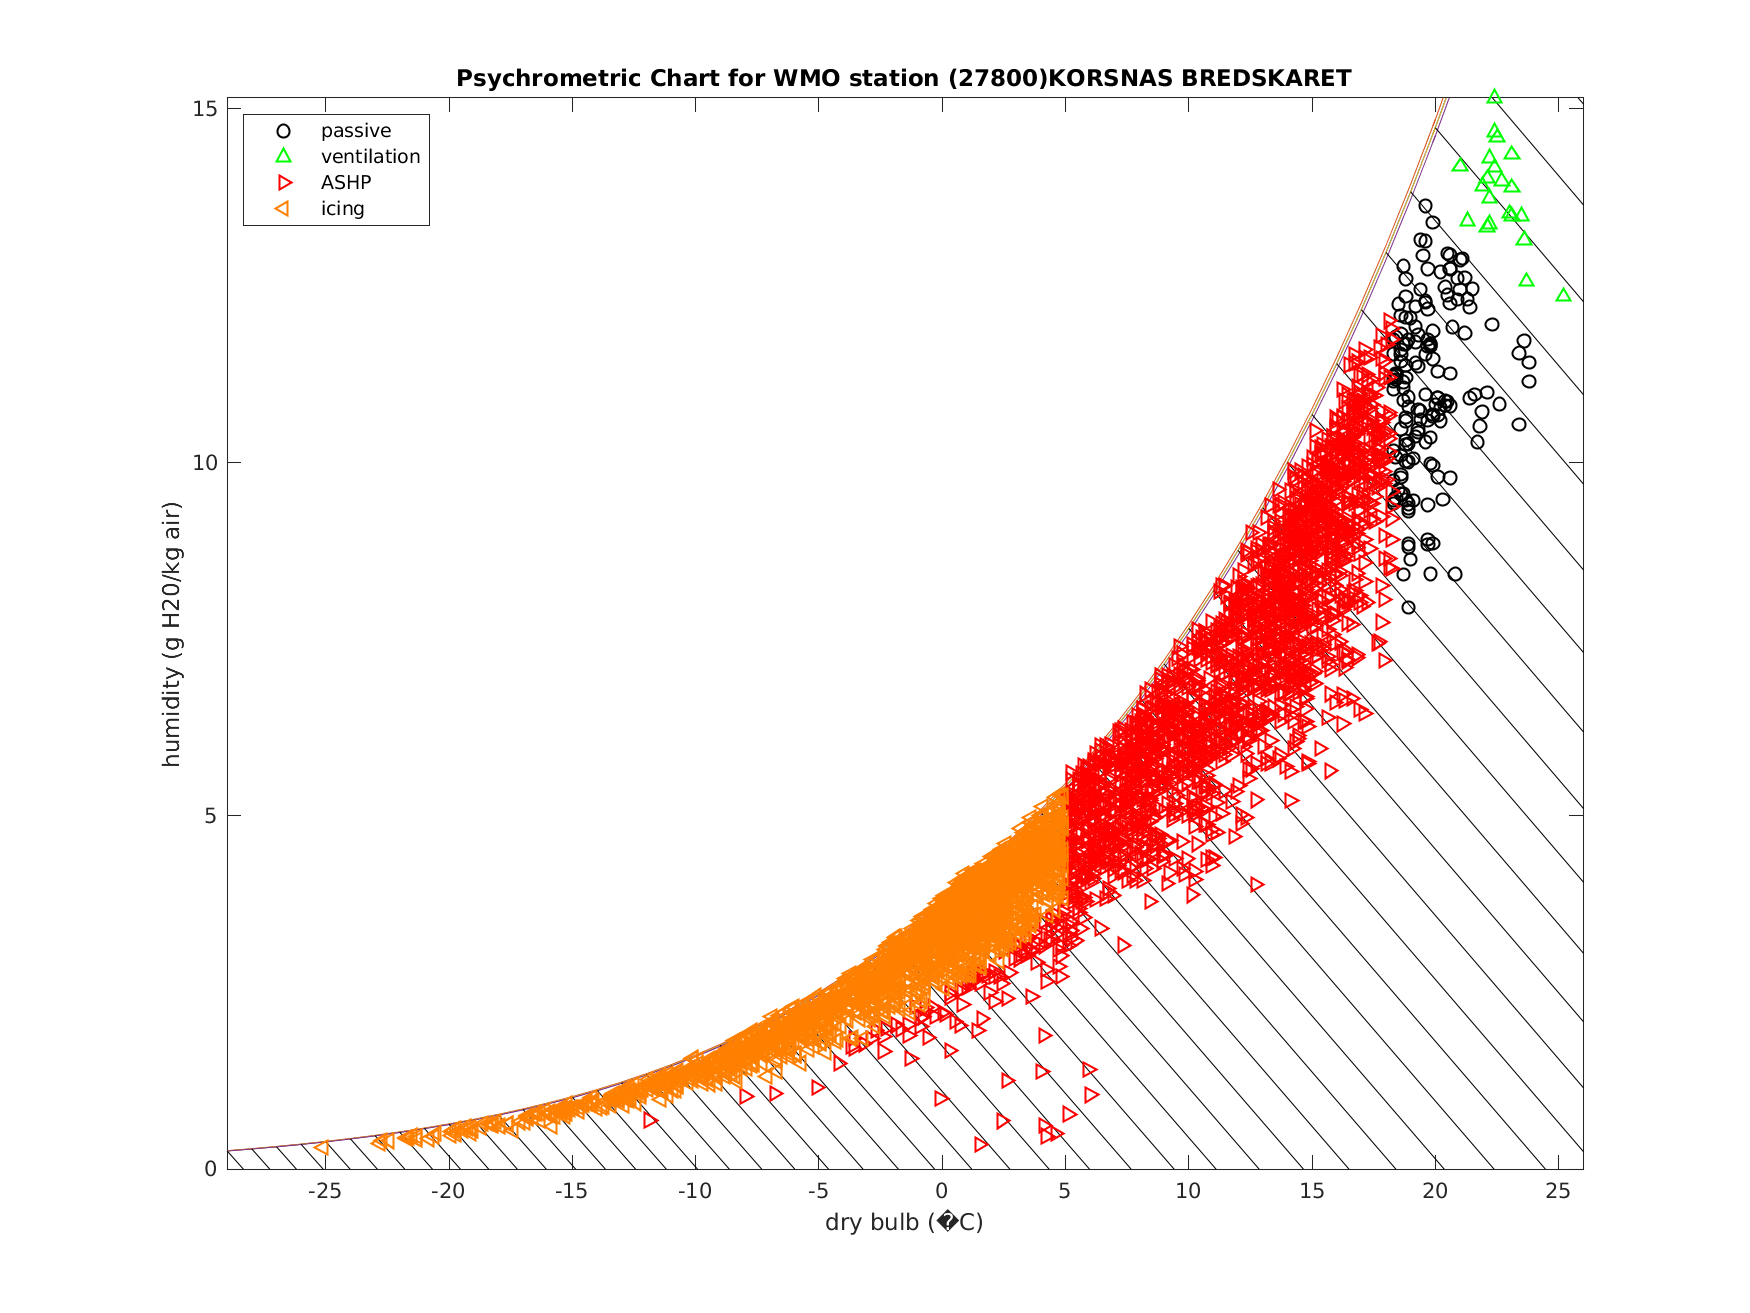 Psychrometric Chart for WMO station (27800)KORSNAS BREDSKARET
passive
ventilation
ASHP
icing
15
10
5
0
humidity (g H20/kg air)
-25 -20 -15 -10 -5 0 5 10 15 20 25
dry bulb (�C)